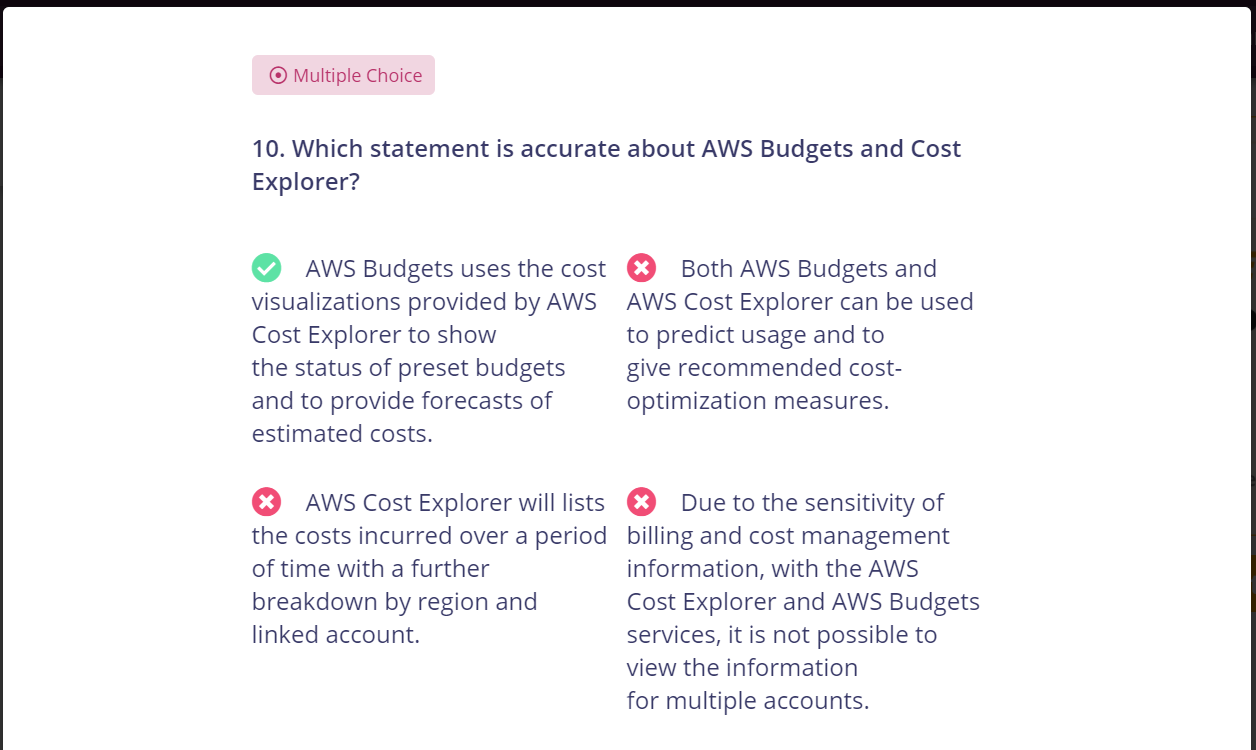 Multiple Choice
10. Which statement is accurate about AWS Budgets and Cost
Explorer?
AWS Budgets uses the cost
visualizations provided by AWS
Cost Explorer to show
the status of preset budgets
and to provide forecasts of
estimated costs.
Both AWS Budgets and
AWS Cost Explorer can be used
to predict usage and to
give recommended cost-
optimization measures.
AWS Cost Explorer will lists
the costs incurred over a period
of time with a further
breakdown by region and
linked account.
Due to the sensitivity of
billing and cost management
information, with the AWS
Cost Explorer and AWS Budgets
services, it is not possible to
view the information
for multiple accounts.